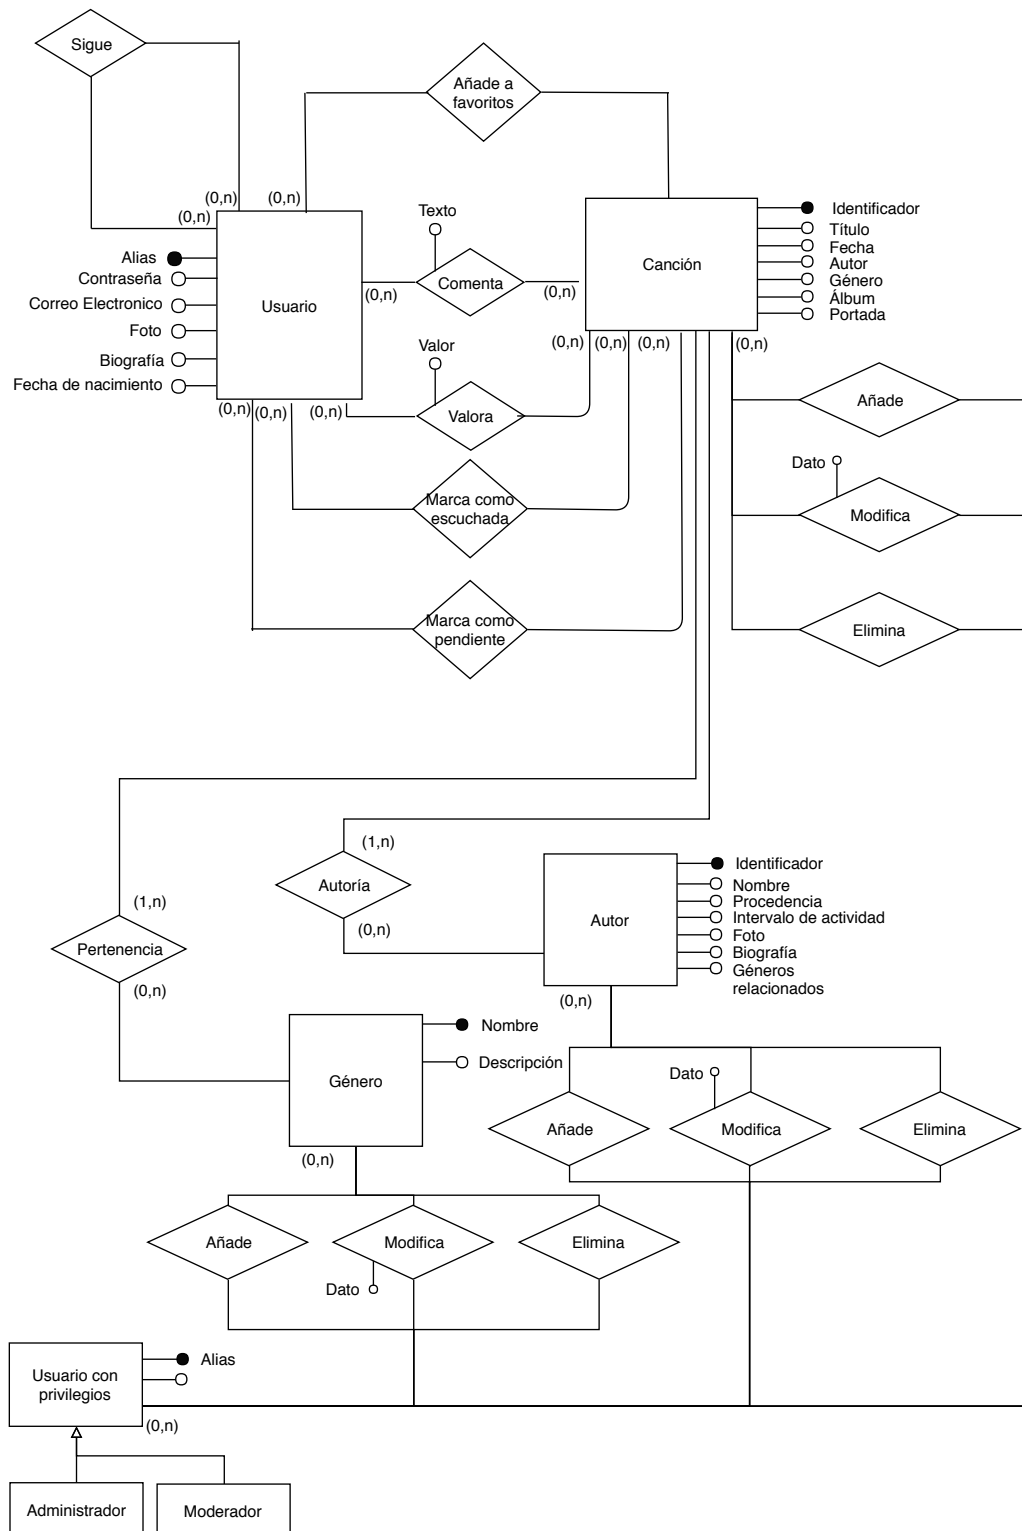 Sigue
Añade a
favoritos
(0,n)
(0,n)
(0,n)
Texto
Identificador
Título
Fecha
Autor
Género
Álbum
Portada
Canción
Alias
Contraseña
Correo Electronico
Foto
Biografía
Fecha de nacimiento
Usuario
(0,n)
Comenta
(0,n)
Valor
(0,n)
(0,n)
(0,n)
(0,n)
(0,n)
(0,n)
(0,n)
Valora
Añade
Dato
Marca como
escuchada
Modifica
Marca como
pendiente
Elimina
(1,n)
Autoría
(0,n)
Autor
Identificador
Nombre
Procedencia
Intervalo de actividad
Foto
Biografía
Géneros
relacionados
(1,n)
Pertenencia
(0,n)
(0,n)
Nombre
Descripción
Género
Dato
Añade
Modifica
Elimina
(0,n)
Añade
Modifica
Elimina
Dato
Usuario con
privilegios
Alias
(0,n)
Administrador
Moderador